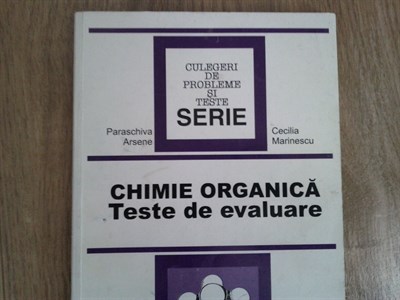 CULEGERI
DE
PROBLEME
ȘI
TESTE
SERIE
Paraschiva
Arsene
Cecilia
Marinescu
CHIMIE ORGANICĂ
Teste de evaluare